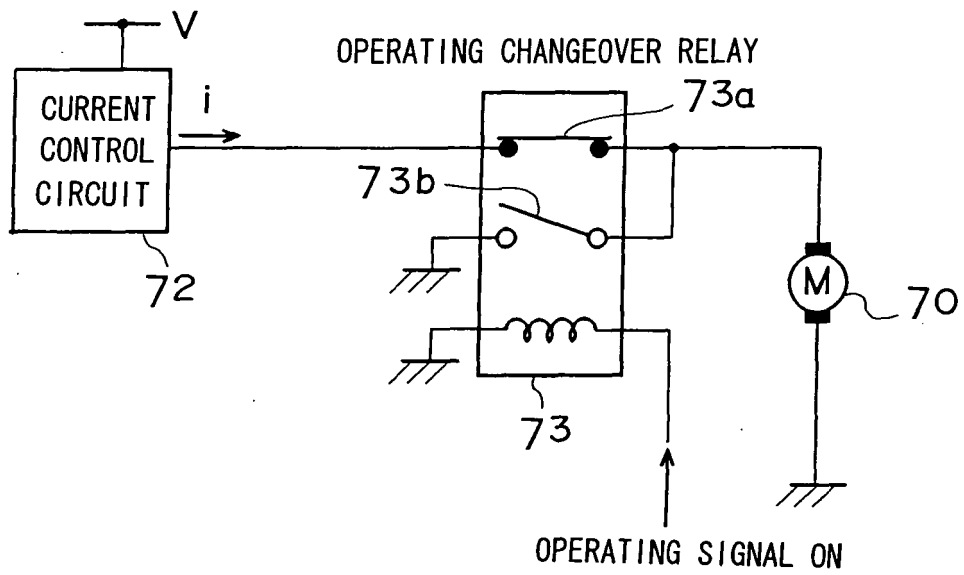 V
OPERATING CHANGEOVER RELAY
CURRENT
CONTROL
CIRCUIT
i
73a
73b
72
M
70
73
OPERATING SIGNAL ON